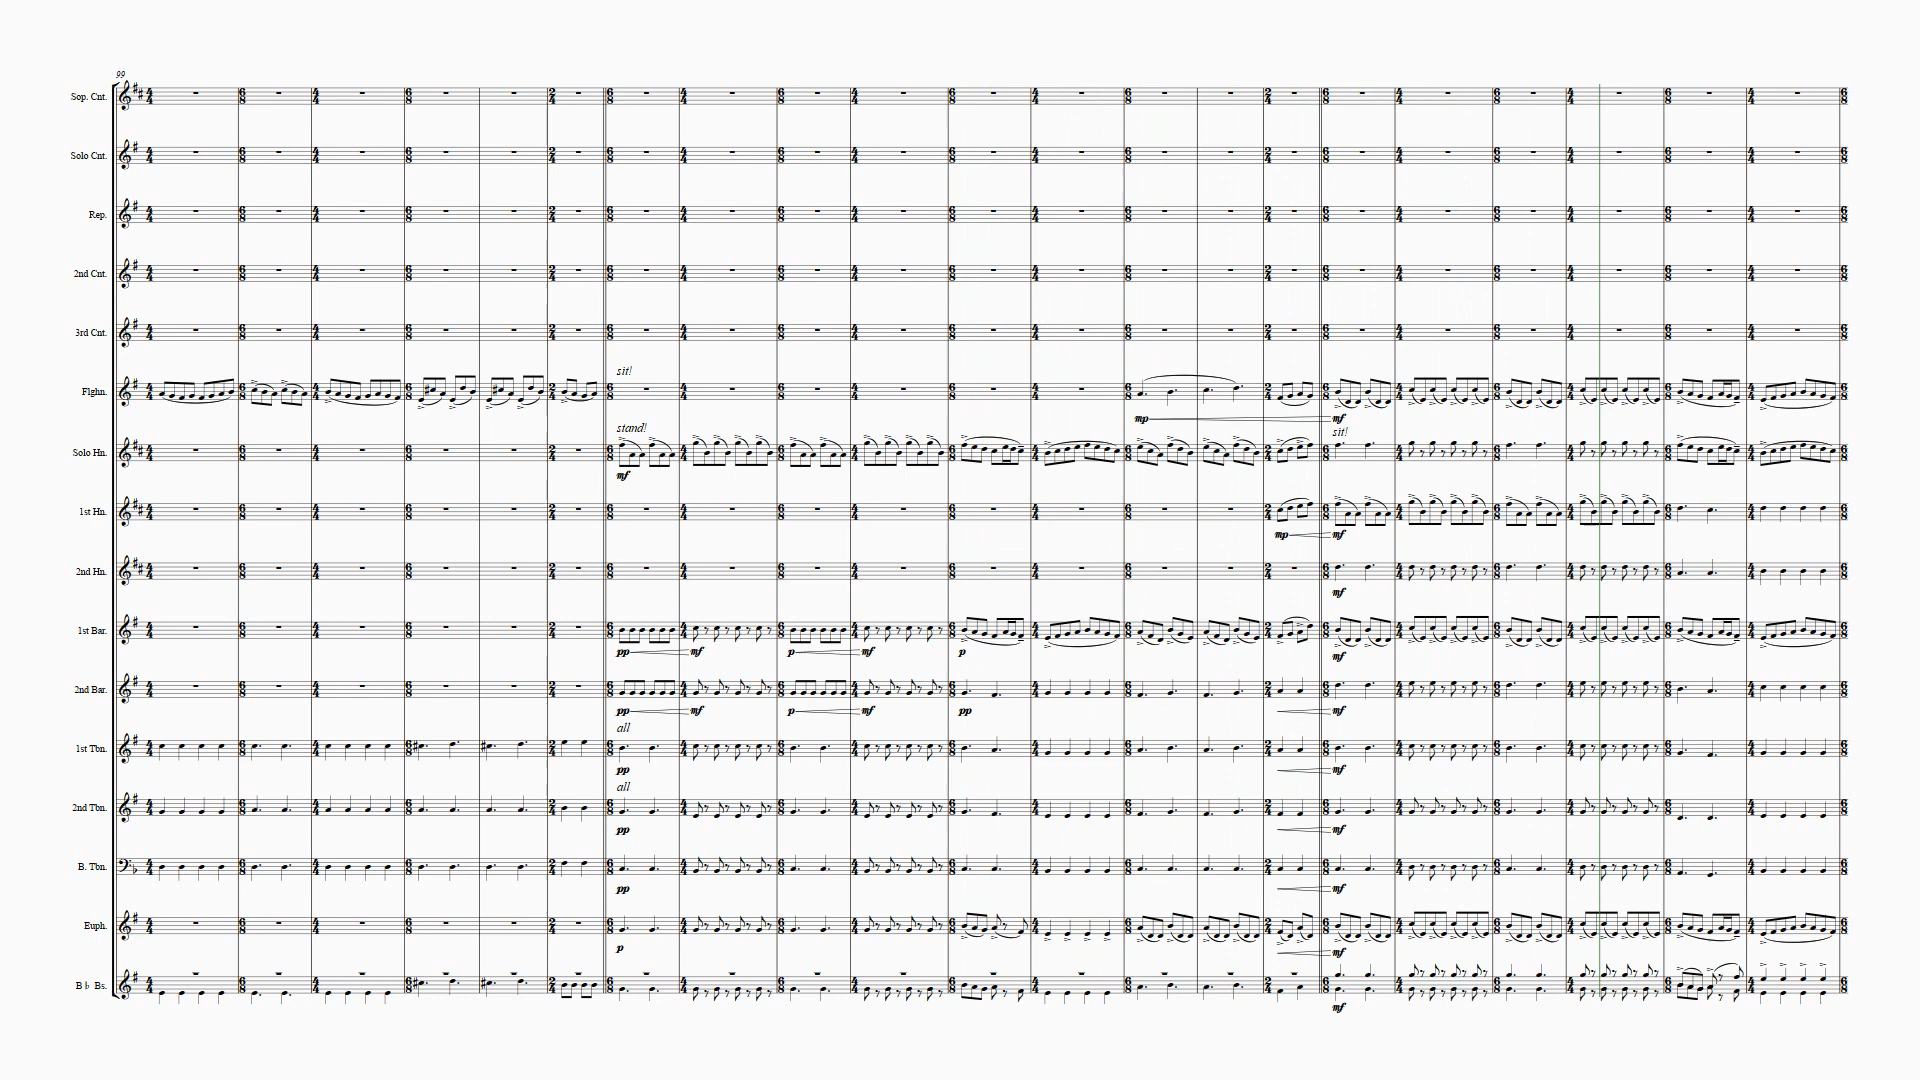 99
Sop. Cnt.
Solo Cnt.
Rep.
2nd Cnt.
3rd Cnt.
sit!
Flghn.
mp mf
stand! sit!
Solo Hn.
mf
1st Hn.
mp mf
2nd Hn.
mf
1st Bar.
pp mf p mf p mf
2nd Bar.
pp mf p mf pp mf
all
1st Tbn.
pp mf
all
2nd Tbn.
pp mf
B. Tbn.
pp mf
Euph.
p mf
B♭ Bs.
mf